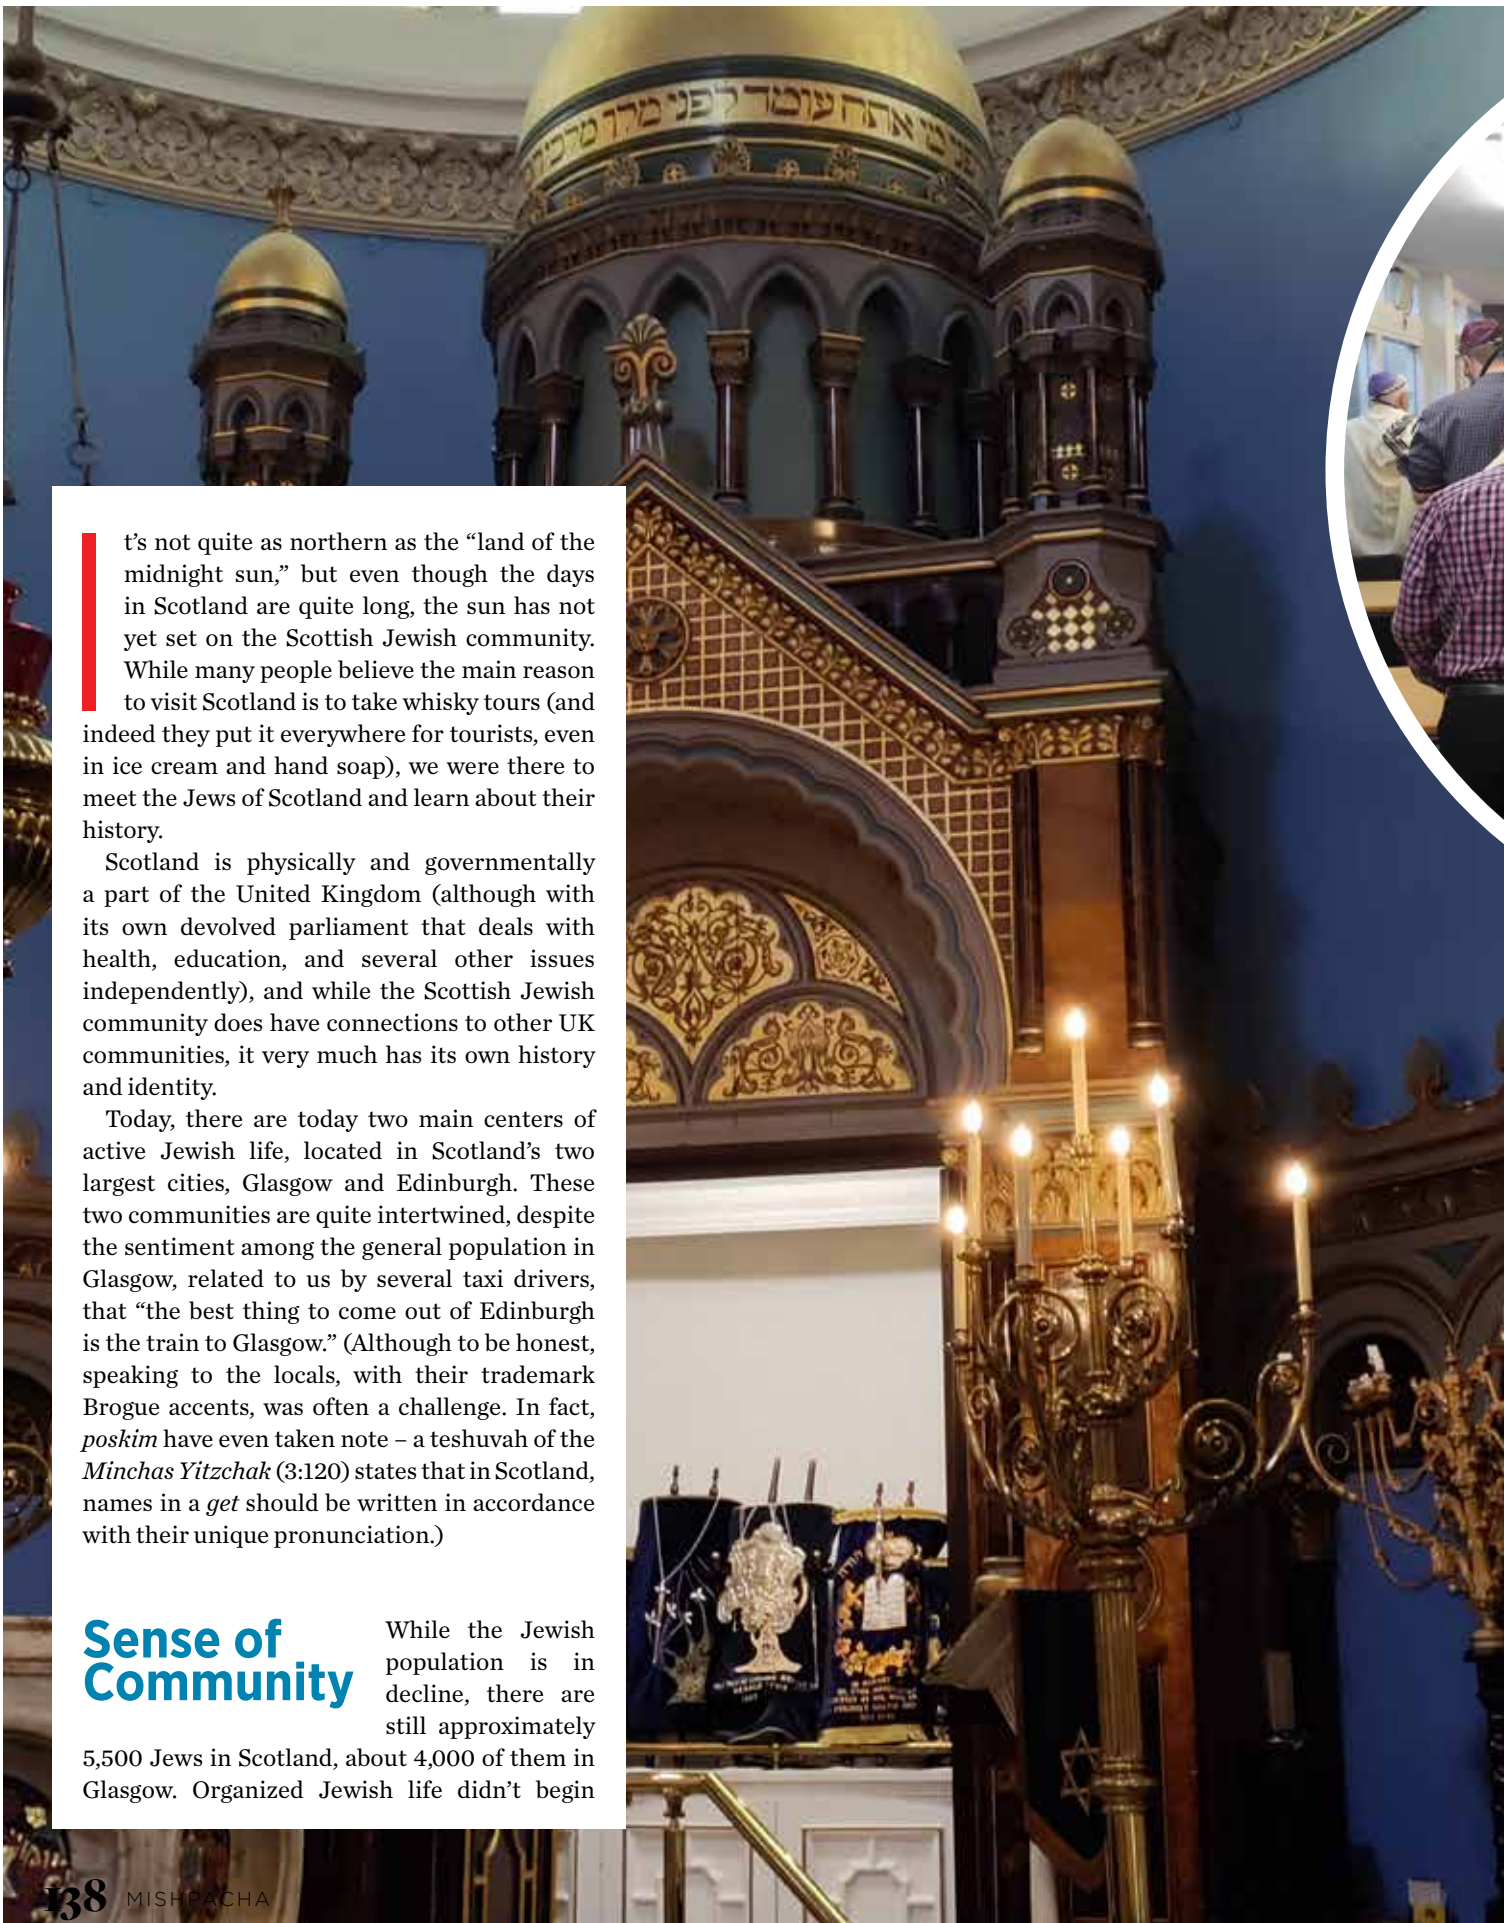 מי אתה עומד לפני מלך מלכי
It’s not quite as northern as the “land of the
midnight sun,” but even though the days
in Scotland are quite long, the sun has not
yet set on the Scottish Jewish community.
While many people believe the main reason
to visit Scotland is to take whisky tours (and
indeed they put it everywhere for tourists, even
in ice cream and hand soap), we were there to
meet the Jews of Scotland and learn about their
history.
Scotland is physically and governmentally
a part of the United Kingdom (although with
its own devolved parliament that deals with
health, education, and several other issues
independently), and while the Scottish Jewish
community does have connections to other UK
communities, it very much has its own history
and identity.
Today, there are today two main centers of
active Jewish life, located in Scotland’s two
largest cities, Glasgow and Edinburgh. These
two communities are quite intertwined, despite
the sentiment among the general population in
Glasgow, related to us by several taxi drivers,
that “the best thing to come out of Edinburgh
is the train to Glasgow.” (Although to be honest,
speaking to the locals, with their trademark
Brogue accents, was often a challenge. In fact,
poskim have even taken note – a teshuvah of the
Minchas Yitzchak (3:120) states that in Scotland,
names in a get should be written in accordance
with their unique pronunciation.)
Sense of
Community
While the Jewish
population is in
decline, there are
still approximately
5,500 Jews in Scotland, about 4,000 of them in
Glasgow. Organized Jewish life didn’t begin
138 MISHPACHA